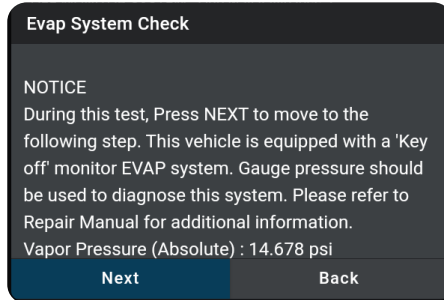 Evap System Check
NOTICE
During this test, Press NEXT to move to the
following step. This vehicle is equipped with a 'Key
off' monitor EVAP system. Gauge pressure should
be used to diagnose this system. Please refer to
Repair Manual for additional information.
Vapor Pressure (Absolute) : 14.678 psi
Next
Back